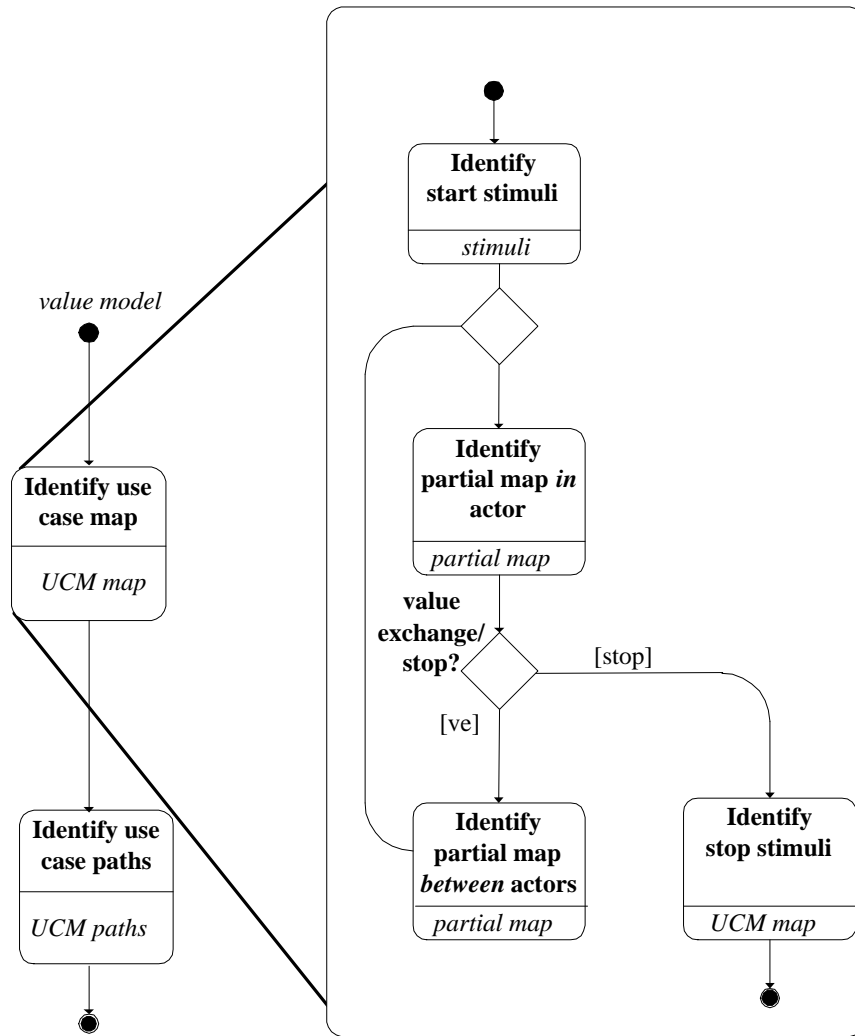 value model
Identify use
case map
UCM map
Identify use
case paths
UCM paths
Identify
start stimuli
stimuli
Identify
partial map in
actor
partial map
value
exchange/
stop?
[stop]
[ve]
Identify
partial map
between actors
partial map
Identify
stop stimuli
UCM map